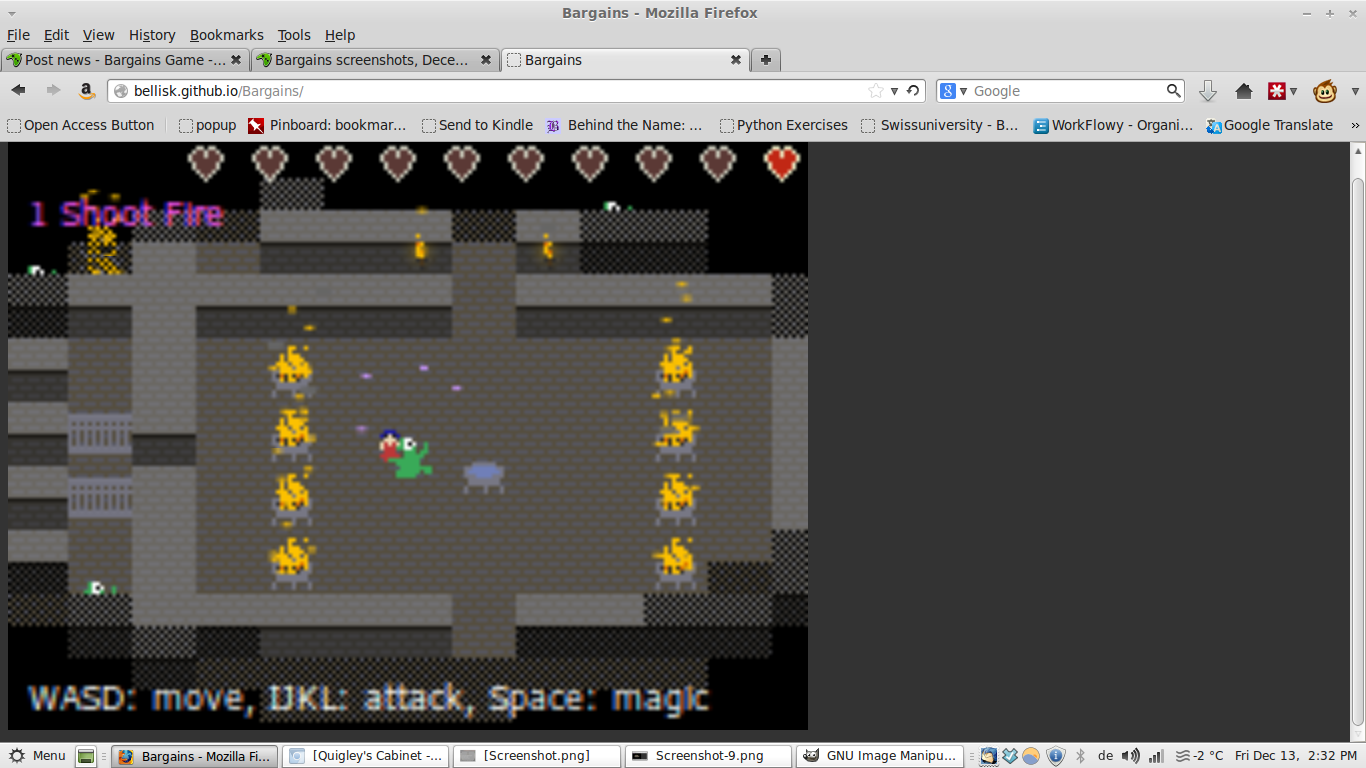 Bargains - Mozilla Firefox
File Edit View History Bookmarks Tools Help
Post news - Bargains Game -... Bargains screenshots, Dece... Bargains
bellisk.github.io/Bargains/ Google
Open Access Button popup Pinboard: bookmar... Send to Kindle Behind the Name: ... Python Exercises Swissuniversity - B... WorkFlowy - Organi... Google Translate »
1 Shoot Fire
WASD: move, IJKL: attack, Space: magic
Menu Bargains - Mozilla Fi... [Quigley's Cabinet -... [Screenshot.png] Screenshot-9.png GNU Image Manipu... de -2 °C Fri Dec 13, 2:32 PM